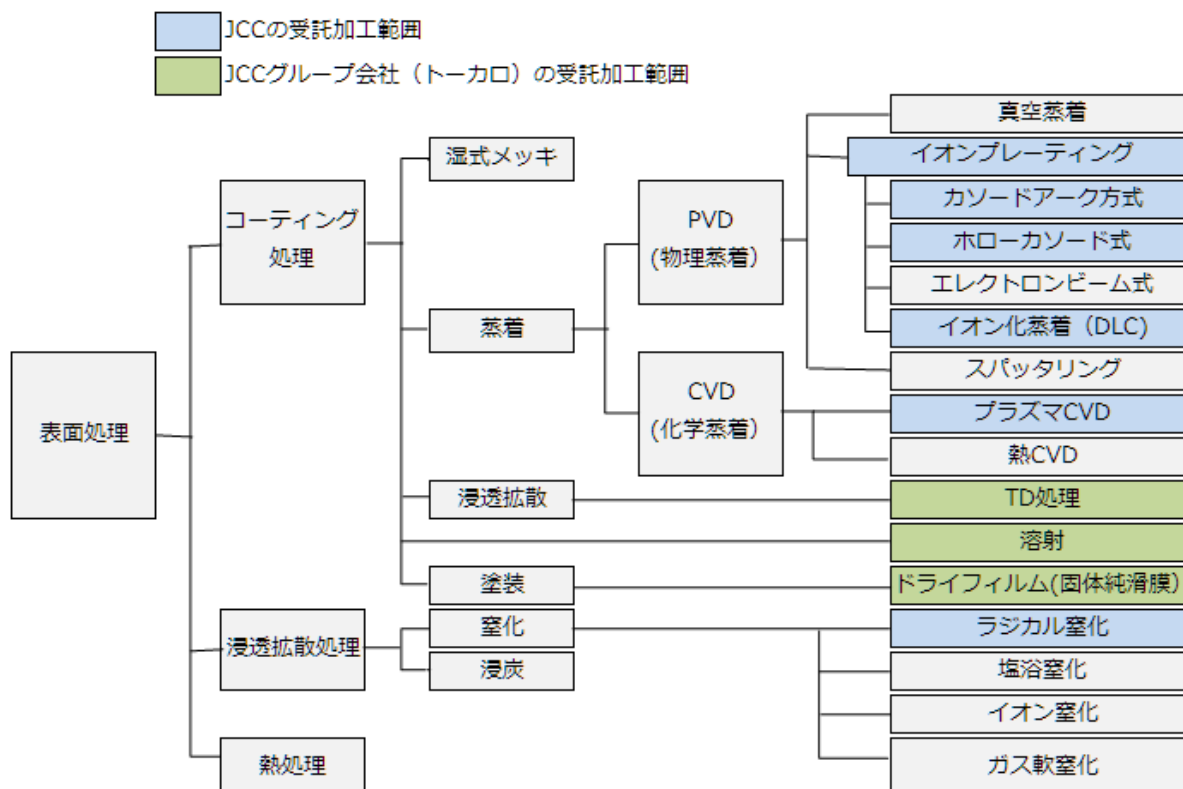 JCCの受託加工範囲
JCCグループ会社（トーカロ）の受託加工範囲
表面処理
コーティング
処理
浸透拡散処理
熱処理
湿式メッキ
蒸着
浸透拡散
塗装
窒化
浸炭
PVD
(物理蒸着）
CVD
(化学蒸着）
真空蒸着
イオンプレーティング
カソードアーク方式
ホローカソード式
エレクトロンビーム式
イオン化蒸着（DLC)
スパッタリング
プラズマCVD
熱CVD
TD処理
溶射
ドライフィルム(固体純滑膜）
ラジカル窒化
塩浴窒化
イオン窒化
ガス軟窒化